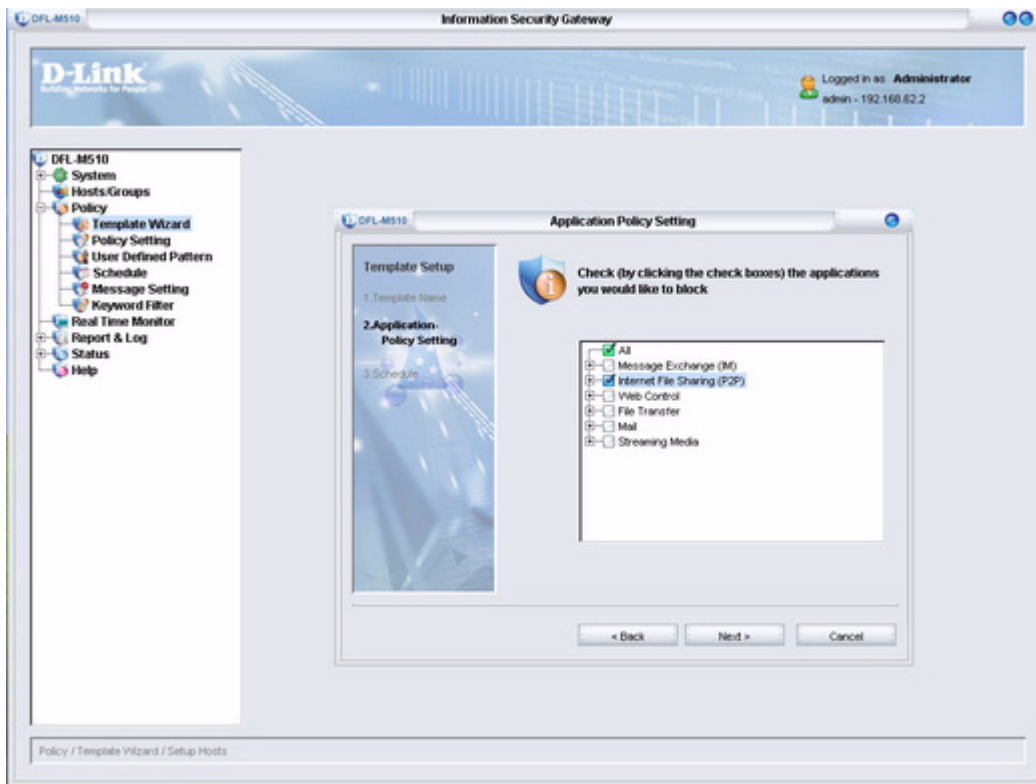 DFL-M510
Information Security Gateway
D-Link
Building Networks for People
Logged in as Administrator
admin - 192.168.62.2
DFL-M510
System
Hosts/Groups
Policy
Template Wizard
Policy Setting
User Defined Pattern
Schedule
Message Setting
Keyword Filter
Real Time Monitor
Report & Log
Status
Help
DFL-M510
Application Policy Setting
Template Setup
1.Template Name
2.Application-
Policy Setting
3.Schedule
Check (by clicking the check boxes) the applications
you would like to block
All
Message Exchange (IM)
Internet File Sharing (P2P)
Web Control
File Transfer
Mail
Streaming Media
< Back
Next >
Cancel
Policy / Template Wizard / Setup Hosts